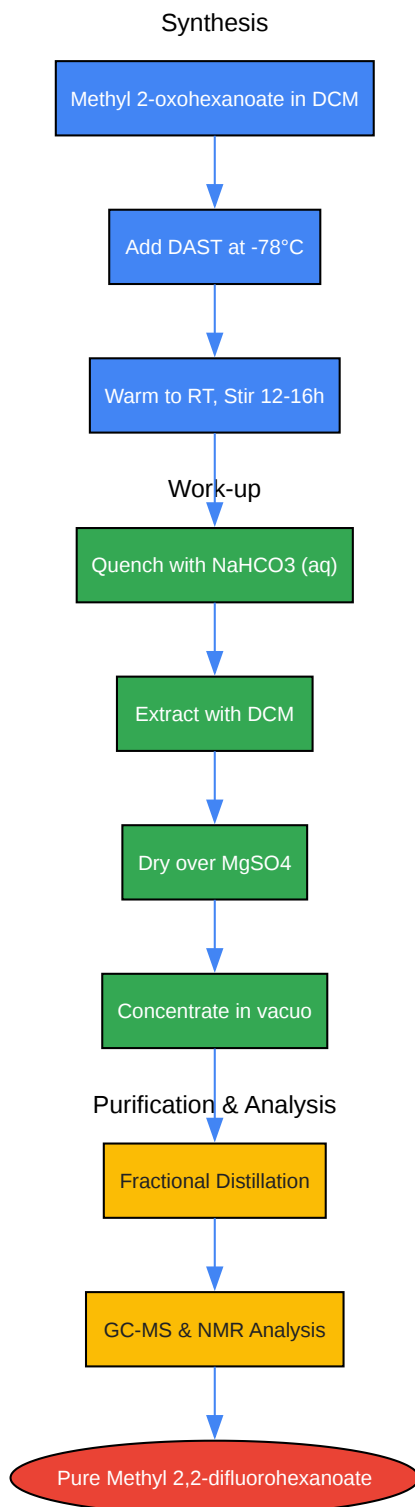 Synthesis
Methyl 2-oxohexanoate in DCM
Add DAST at -78°C
Warm to RT, Stir 12-16h
Work-up
Quench with NaHCO3 (aq)
Extract with DCM
Dry over MgSO4
Concentrate in vacuo
Purification & Analysis
Fractional Distillation
GC-MS & NMR Analysis
Pure Methyl 2,2-difluorohexanoate